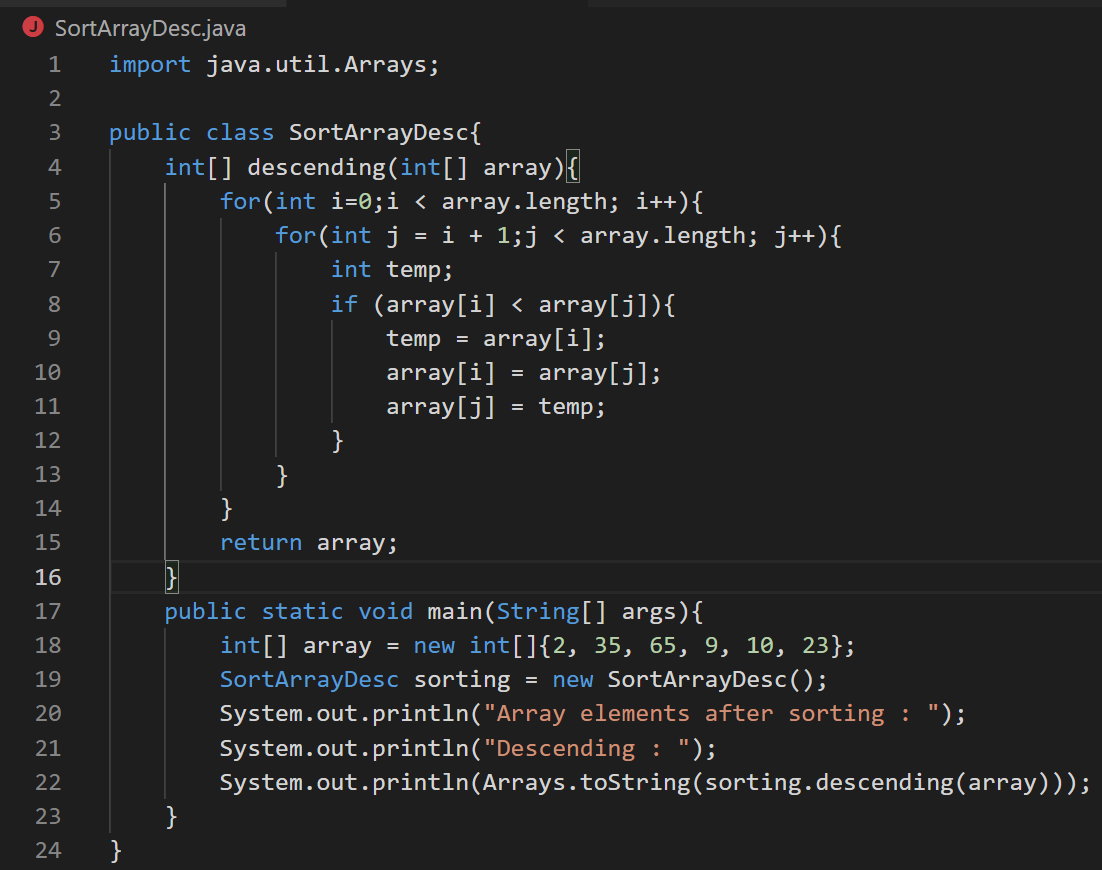 J SortArrayDesc.java
1 import java.util.Arrays;
2
3 public class SortArrayDesc{
4     int[] descending(int[] array){
5         for(int i=0;i < array.length; i++){
6             for(int j = i + 1;j < array.length; j++){
7                 int temp;
8                 if (array[i] < array[j]){
9                     temp = array[i];
10                     array[i] = array[j];
11                     array[j] = temp;
12                 }
13             }
14         }
15         return array;
16     }
17     public static void main(String[] args){
18         int[] array = new int[]{2, 35, 65, 9, 10, 23};
19         SortArrayDesc sorting = new SortArrayDesc();
20         System.out.println("Array elements after sorting : ");
21         System.out.println("Descending : ");
22         System.out.println(Arrays.toString(sorting.descending(array)));
23     }
24 }